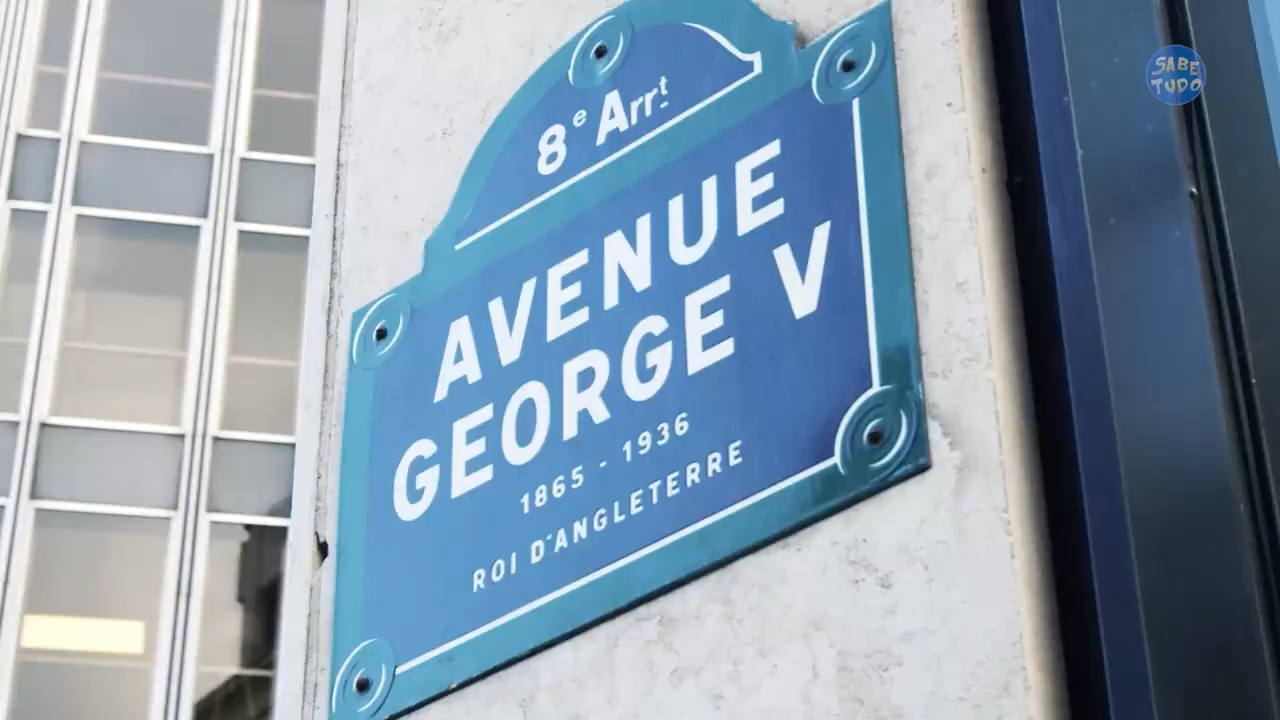 SABE
TUDO
8e Arrt
AVENUE
GEORGE V
1865 - 1936
ROI D'ANGLETERRE